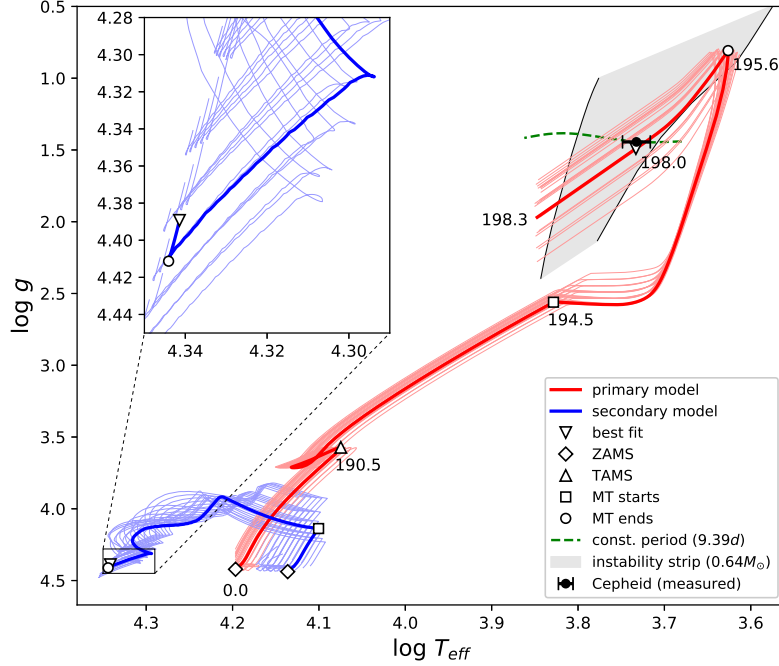 0.5
1.0
1.5
2.0
2.5
3.0
3.5
4.0
4.5
log g
4.28
4.30
4.32
4.34
4.36
4.38
4.40
4.42
4.44
4.34
4.32
4.30
195.6
198.0
198.3
194.5
190.5
0.0
primary model
secondary model
best fit
ZAMS
TAMS
MT starts
MT ends
const. period (9.39d)
instability strip (0.64M⊙)
Cepheid (measured)
4.3
4.2
4.1
4.0
3.9
3.8
3.7
3.6
log Teff